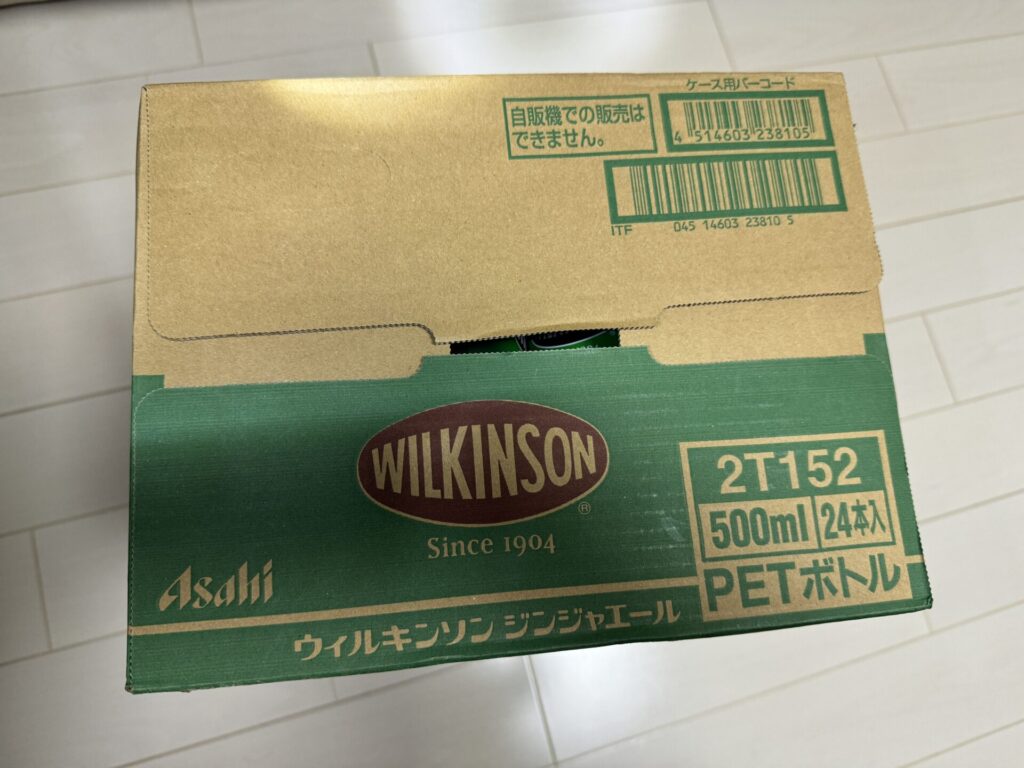 ケース用バーコード
自販機での販売は
できません。
4 514603 238105
ITF 045 14603 23810 5
WILKINSON
®
Since 1904
2T152
500ml 24本入
PETボトル
Asahi
ウィルキンソン ジンジャエール